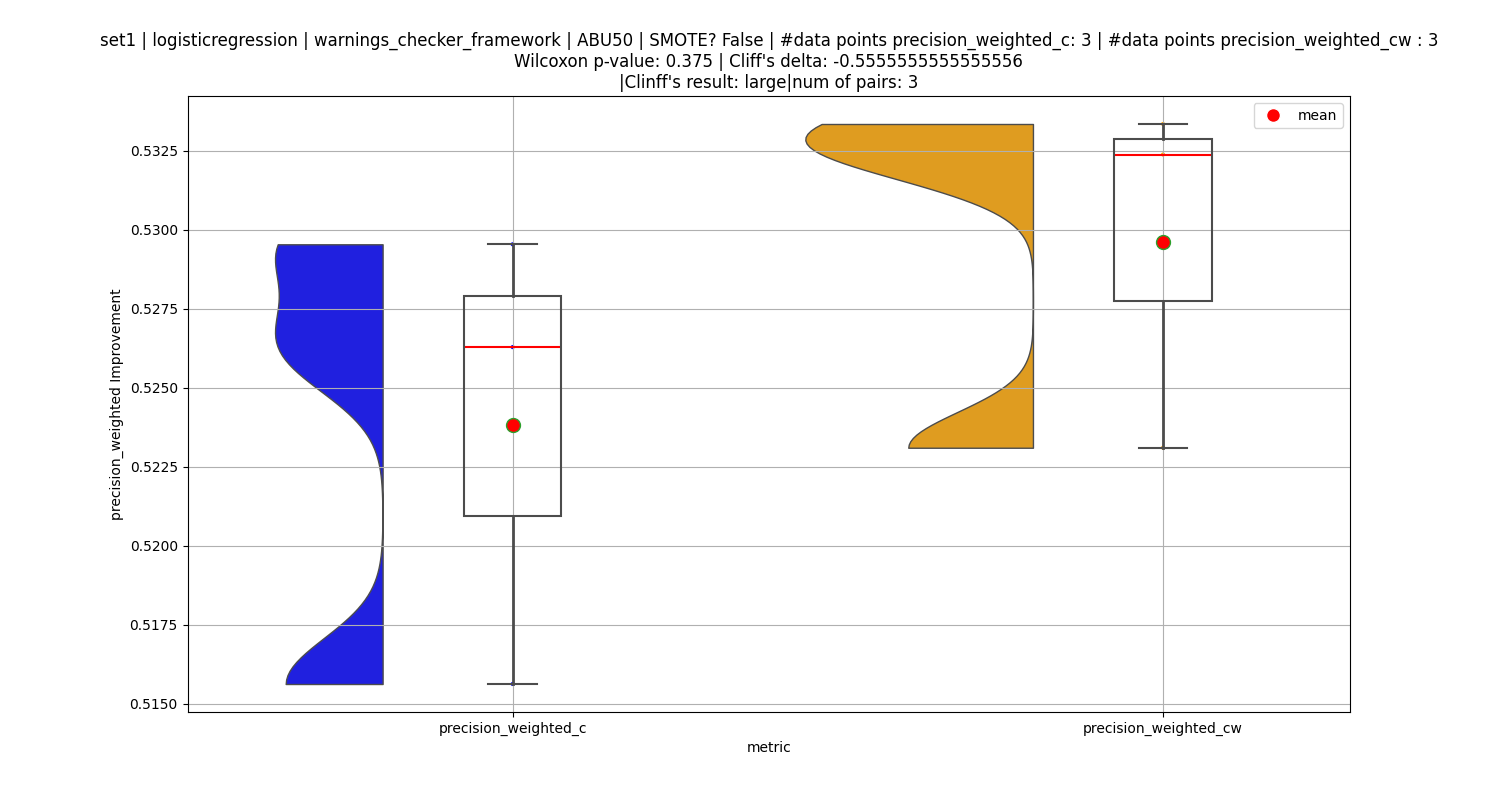 set1 | logisticregression | warnings_checker_framework | ABU50 | SMOTE? False | #data points precision_weighted_c: 3 | #data points precision_weighted_cw : 3
Wilcoxon p-value: 0.375 | Cliff's delta: -0.5555555555555556
|Clinff's result: large|num of pairs: 3
mean
0.5325
0.5300
0.5275
0.5250
0.5225
0.5200
0.5175
0.5150
precision_weighted Improvement
precision_weighted_c
precision_weighted_cw
metric